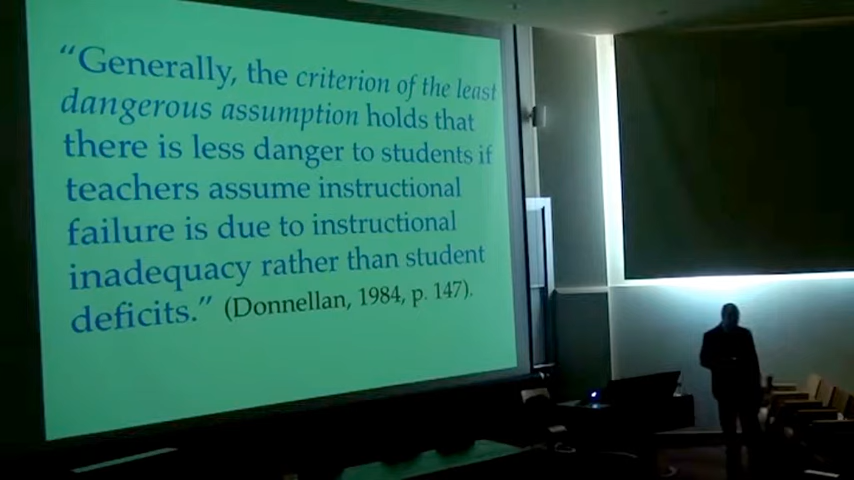 “Generally, the criterion of the least
dangerous assumption holds that
there is less danger to students if
teachers assume instructional
failure is due to instructional
inadequacy rather than student
deficits.” (Donnellan, 1984, p. 147).